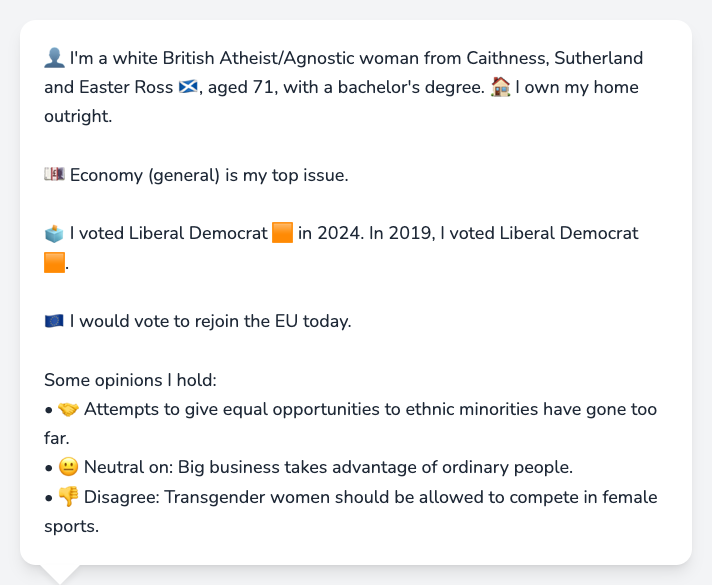 👤 I'm a white British Atheist/Agnostic woman from Caithness, Sutherland
and Easter Ross 🏴󠁧󠁢󠁳󠁣󠁴󠁿, aged 71, with a bachelor's degree. 🏠 I own my home
outright.
💷 Economy (general) is my top issue.
🗳️ I voted Liberal Democrat 🟧 in 2024. In 2019, I voted Liberal Democrat
🟧.
🇪🇺 I would vote to rejoin the EU today.
Some opinions I hold:
• 🤝 Attempts to give equal opportunities to ethnic minorities have gone too
far.
• 😐 Neutral on: Big business takes advantage of ordinary people.
• 👎 Disagree: Transgender women should be allowed to compete in female
sports.